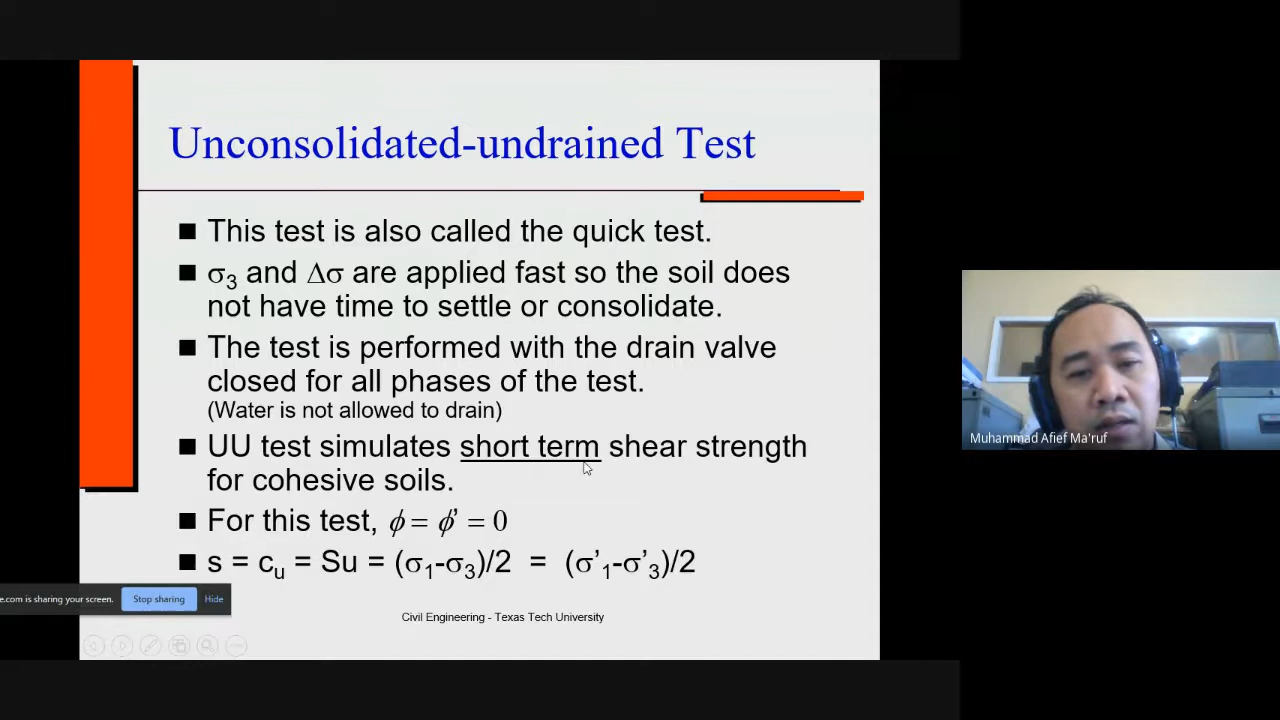 Unconsolidated-undrained Test
■ This test is also called the quick test.
■ σ₃ and Δσ are applied fast so the soil does
not have time to settle or consolidate.
■ The test is performed with the drain valve
closed for all phases of the test.
(Water is not allowed to drain)
■ UU test simulates short term shear strength
for cohesive soils.
■ For this test, ϕ = ϕ’ = 0
■ s = cᵤ = Su = (σ₁-σ₃)/2 = (σ’₁-σ’₃)/2
e.com is sharing your screen.
Stop sharing
Hide
Civil Engineering - Texas Tech University
Muhammad Afief Ma'ruf